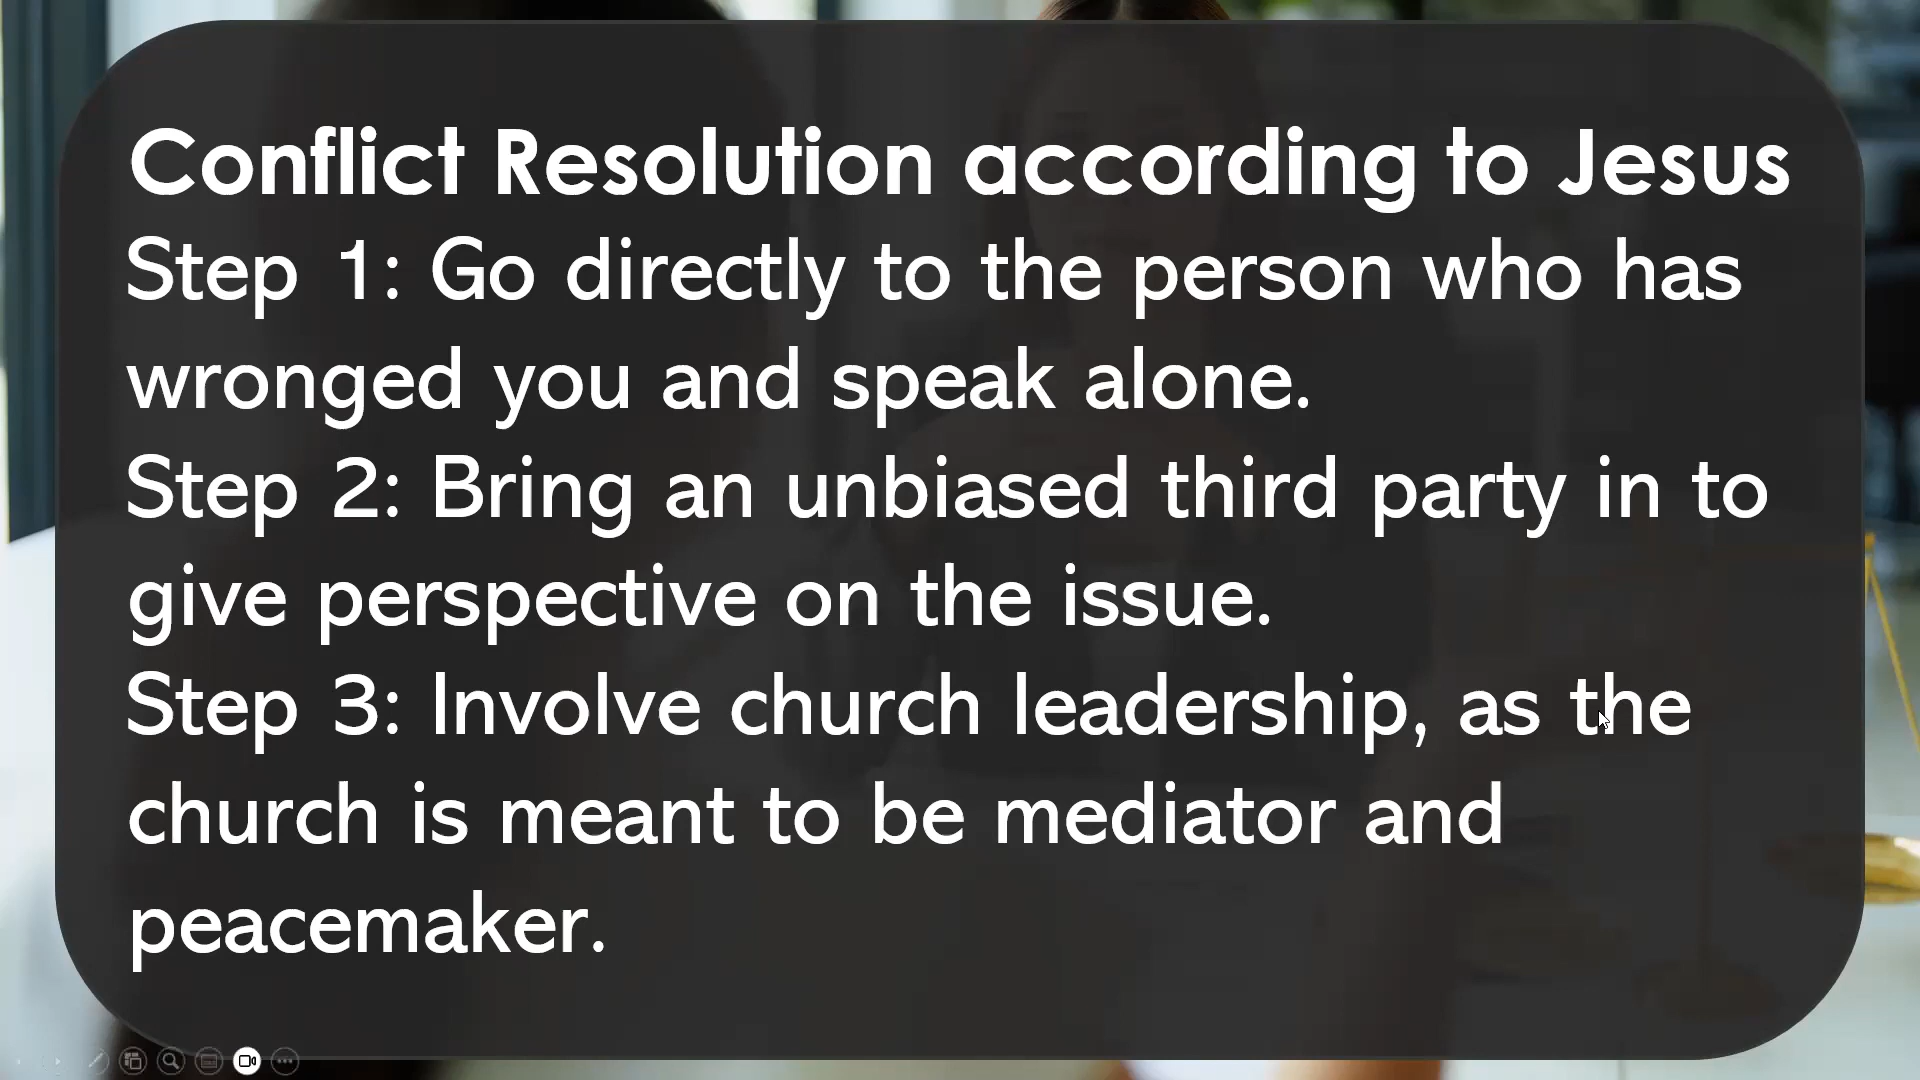 Conflict Resolution according to Jesus
Step 1: Go directly to the person who has
wronged you and speak alone.
Step 2: Bring an unbiased third party in to
give perspective on the issue.
Step 3: Involve church leadership, as the
church is meant to be mediator and
peacemaker.